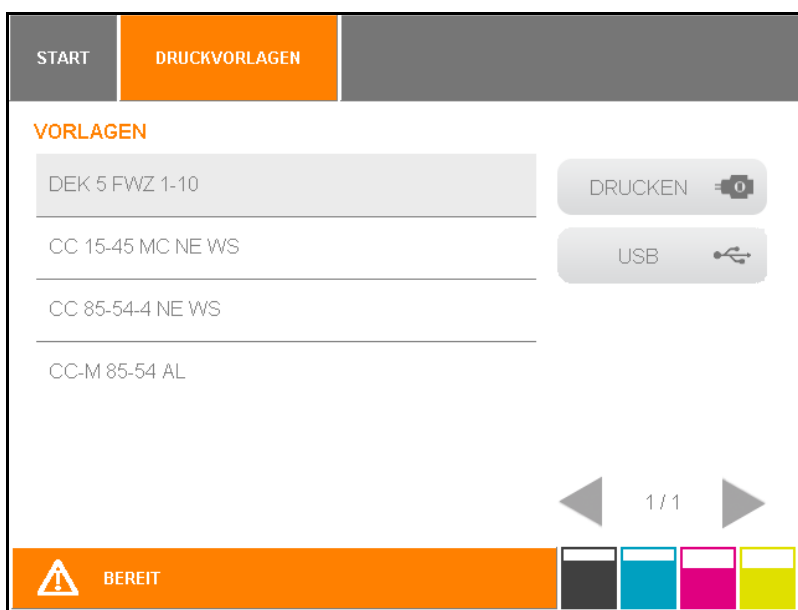 START
DRUCKVORLAGEN
VORLAGEN
DEK 5 FWZ 1-10
DRUCKEN
CC 15-45 MC NE WS
USB
CC 85-54-4 NE WS
CC-M 85-54 AL
1 / 1
BEREIT